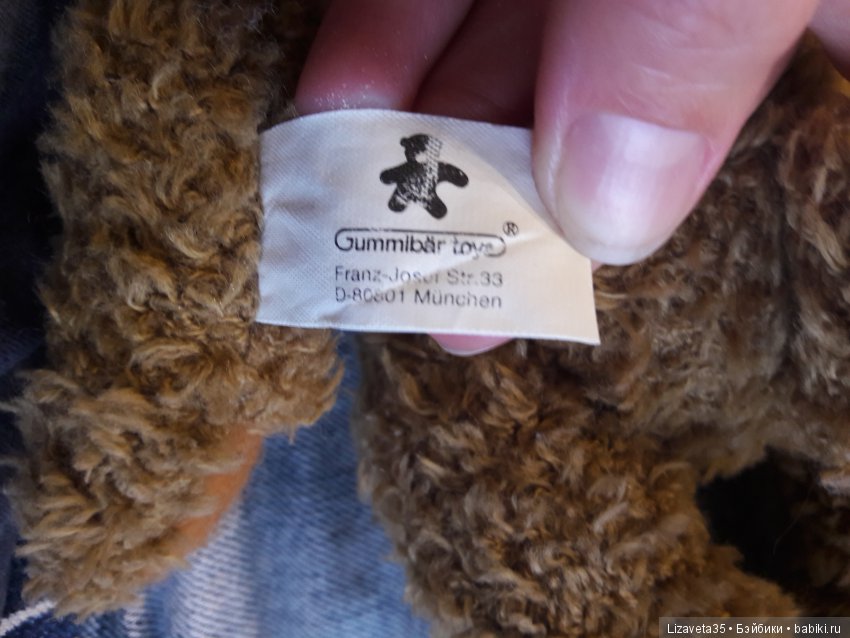 Gummibär toys®
Franz-Josef Str.33
D-80801 München
Lizaveta35 • Бэйбики • babiki.ru